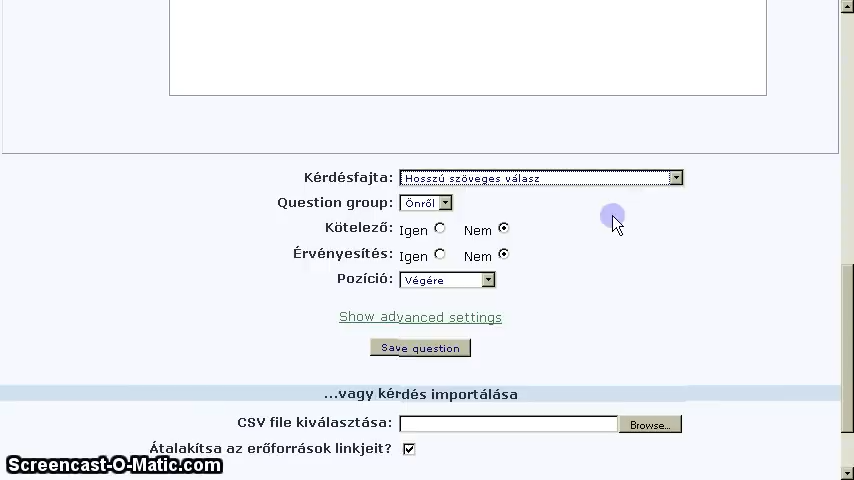 Kérdésfajta: Hosszú szöveges válasz
Question group: Önről
Kötelező: Igen Nem
Érvényesítés: Igen Nem
Pozíció: Végére
Show advanced settings
Save question
...vagy kérdés importálása
CSV file kiválasztása: Browse...
Átalakítsa az erőforrások linkjeit?
Screencast-O-Matic.com